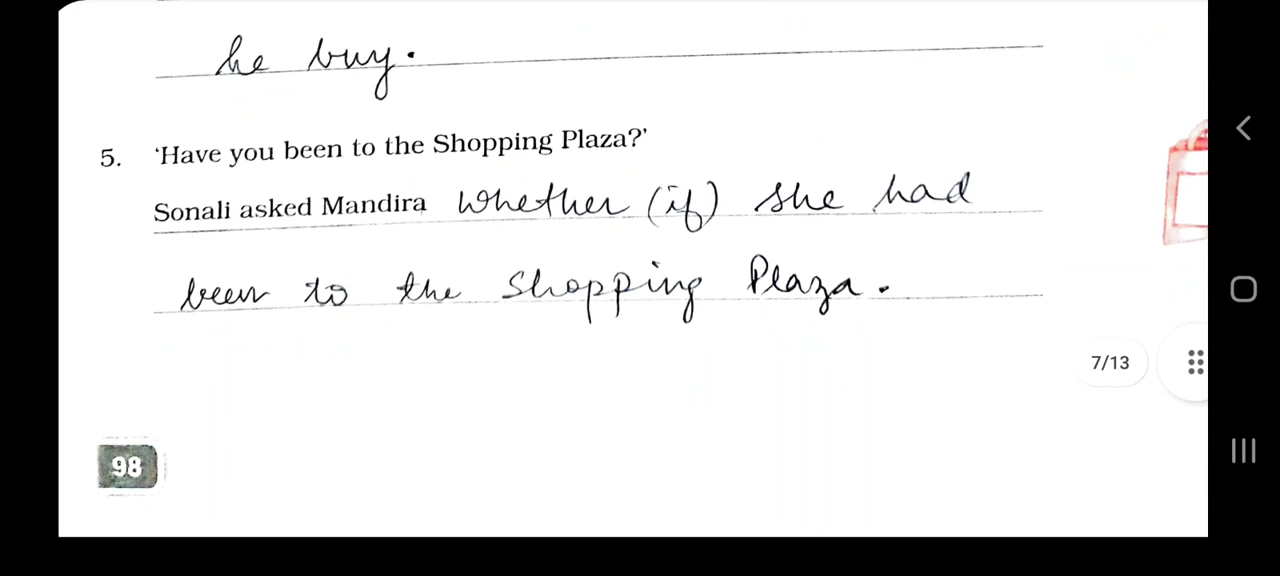 he buy.
5. 'Have you been to the Shopping Plaza?'
Sonali asked Mandira whether (if) she had
been to the Shopping Plaza.
7/13
98